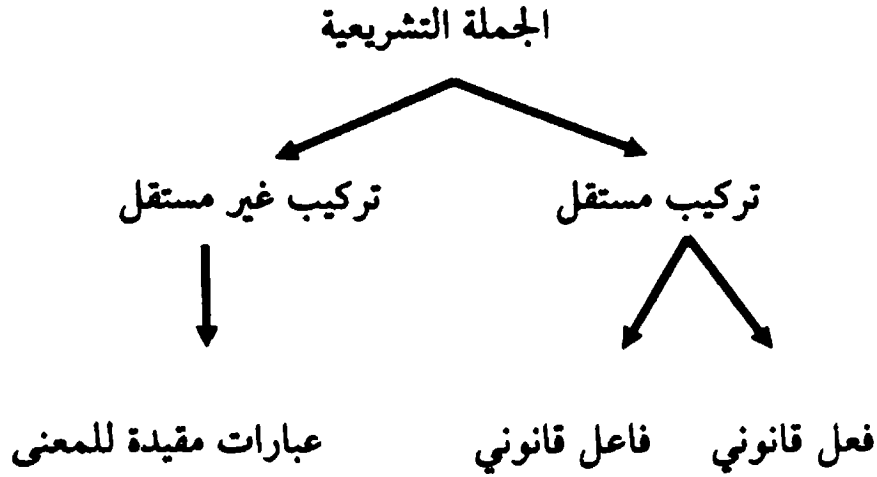 الجملة التشريعية
تركيب مستقل تركيب غير مستقل
فعل قانوني فاعل قانوني عبارات مقيدة للمعنى